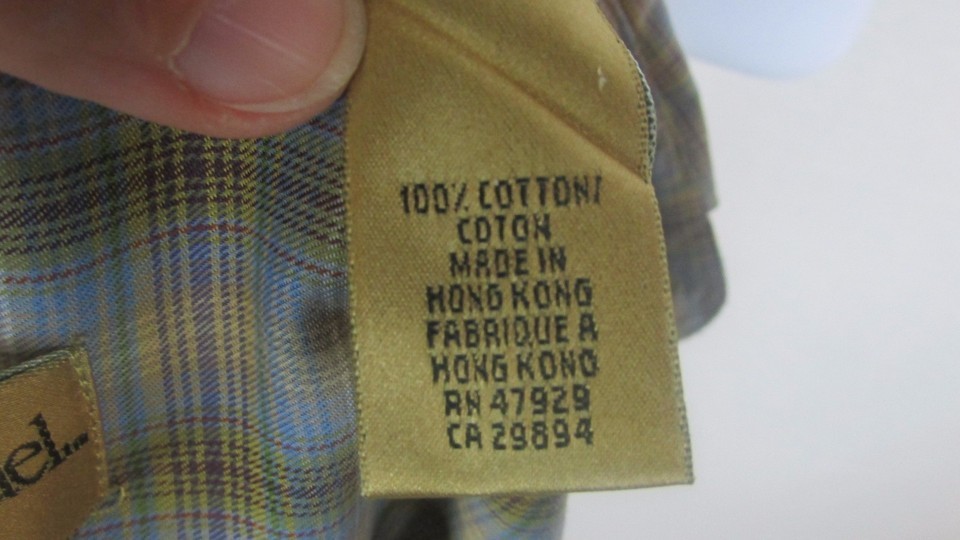 100% COTTON/
COTON
MADE IN
HONG KONG
FABRIQUE A
HONG KONG
RN 47929
CA 29894